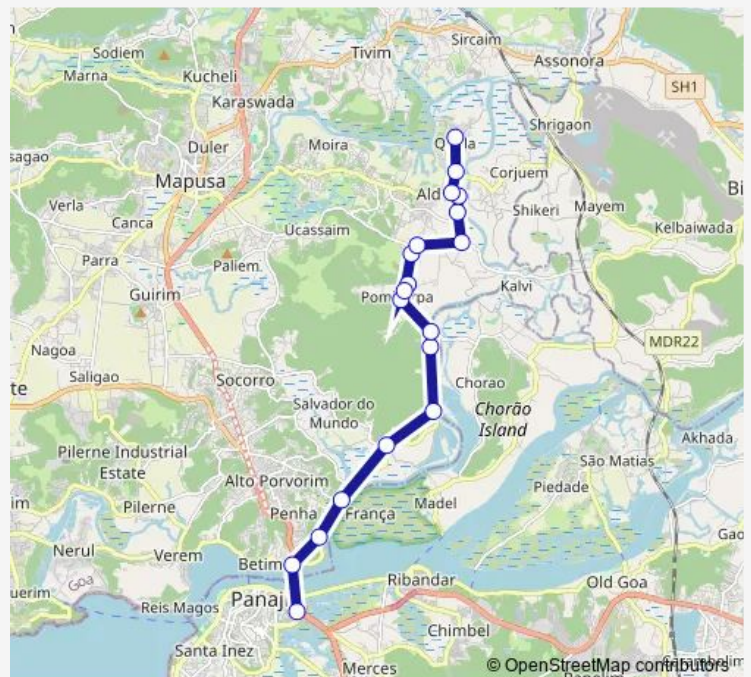 Sodiem
Marna
Kucheli
Karaswada
Tivim
Sircaim
Assonora
SH1
Shrigaon
Duler
Moira
Mapusa
Corjuem
Verla
Canca
Ucassaim
Shikeri
Mayem
Kelbaiwada
Parra
Paliem
Guirim
Kalvi
MDR22
Nagoa
Saligao
Socorro
Chorao
Salvador do
Mundo
Chorão
Island
Akhada
Pilerne Industrial
Estate
Alto Porvorim
São Matias
Piedade
Pilerne
Penha
França
Madel
Nerul
Verem
Betim
Goa
Ribandar
Old Goa
Reis Magos
Panaj
Chimbel
Santa Inez
Merces
© OpenStreetMap contributors